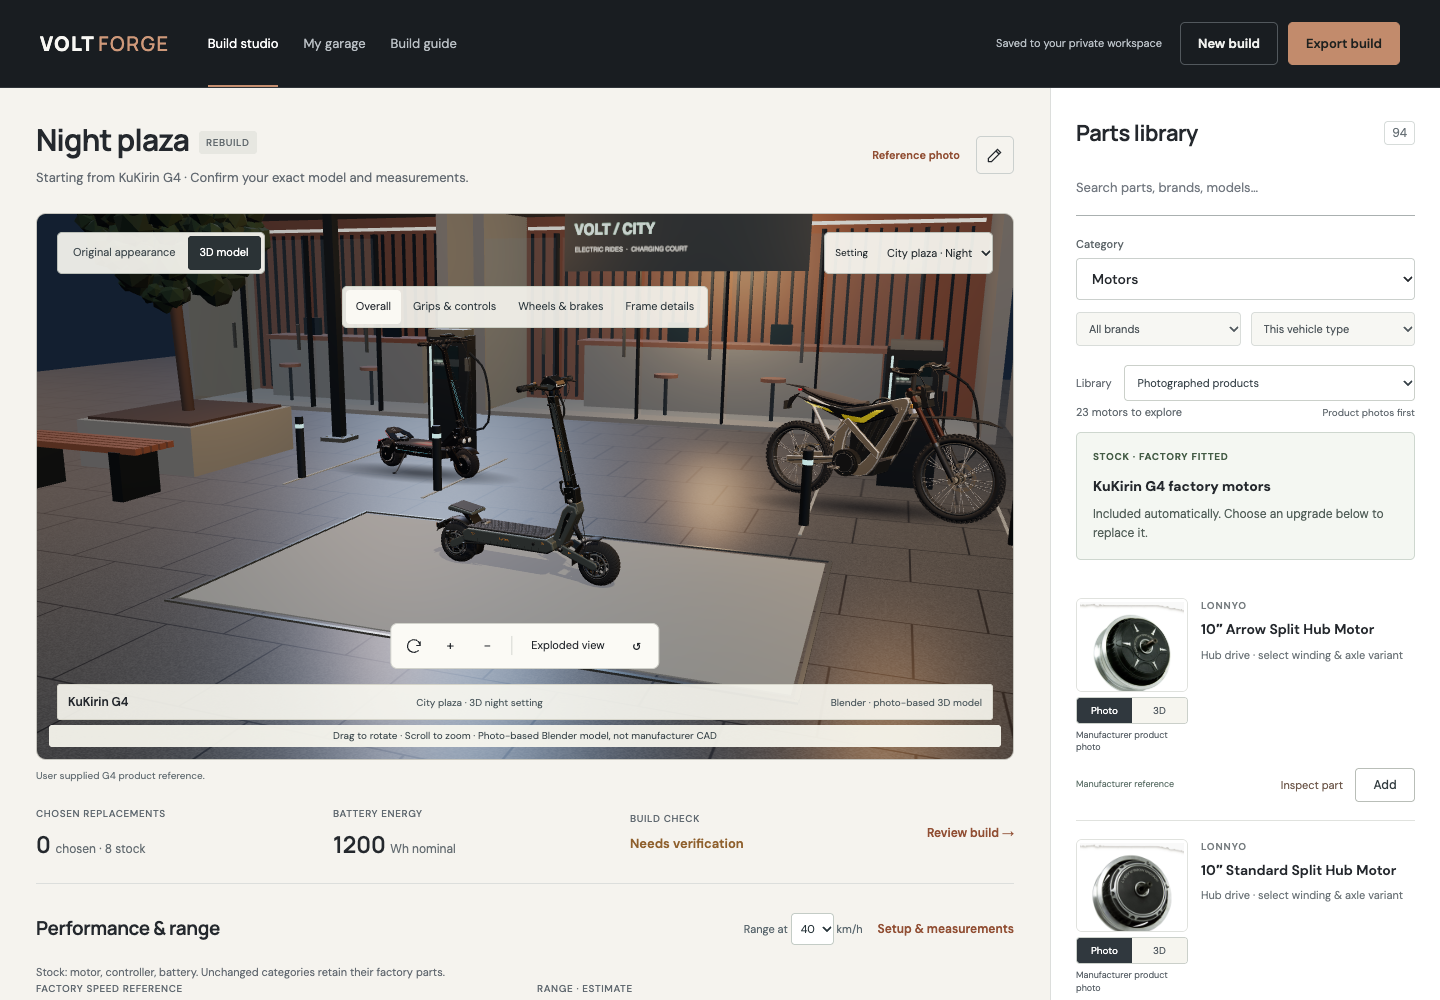 VOLTFORGE
Build studio
My garage
Build guide
Saved to your private workspace
New build
Export build
Night plaza
REBUILD
Starting from KuKirin G4 · Confirm your exact model and measurements.
Reference photo
Original appearance
3D model
VOLT / CITY
ELECTRIC RIDES · CHARGING COURT
Setting
City plaza · Night
Overall
Grips & controls
Wheels & brakes
Frame details
+
−
Exploded view
↺
KuKirin G4
City plaza · 3D night setting
Blender · photo-based 3D model
Drag to rotate · Scroll to zoom · Photo-based Blender model, not manufacturer CAD
User supplied G4 product reference.
CHOSEN REPLACEMENTS
0 chosen · 8 stock
BATTERY ENERGY
1200 Wh nominal
BUILD CHECK
Needs verification
Review build →
Performance & range
Range at 40 km/h
Setup & measurements
Stock: motor, controller, battery. Unchanged categories retain their factory parts.
FACTORY SPEED REFERENCE
RANGE · ESTIMATE
Parts library
94
Search parts, brands, models…
Category
Motors
All brands
This vehicle type
Library
Photographed products
23 motors to explore
Product photos first
STOCK · FACTORY FITTED
KuKirin G4 factory motors
Included automatically. Choose an upgrade below to
replace it.
LONNYO
10″ Arrow Split Hub Motor
Hub drive · select winding & axle variant
Photo
3D
Manufacturer product
photo
Manufacturer reference
Inspect part
Add
LONNYO
10″ Standard Split Hub Motor
Hub drive · select winding & axle variant
Photo
3D
Manufacturer product
photo